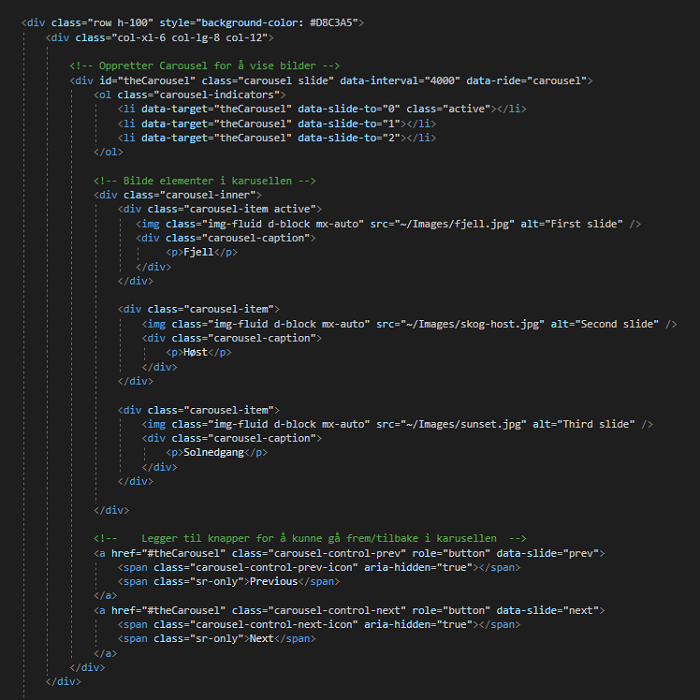 <div class="row h-100" style="background-color: #D8C3A5">
<div class="col-xl-6 col-lg-8 col-12">
<!-- Oppretter Carousel for å vise bilder -->
<div id="theCarousel" class="carousel slide" data-interval="4000" data-ride="carousel">
<ol class="carousel-indicators">
<li data-target="theCarousel" data-slide-to="0" class="active"></li>
<li data-target="theCarousel" data-slide-to="1"></li>
<li data-target="theCarousel" data-slide-to="2"></li>
</ol>
<!-- Bilde elementer i karusellen -->
<div class="carousel-inner">
<div class="carousel-item active">
<img class="img-fluid d-block mx-auto" src="~/Images/fjell.jpg" alt="First slide" />
<div class="carousel-caption">
<p>Fjell</p>
</div>
</div>
<div class="carousel-item">
<img class="img-fluid d-block mx-auto" src="~/Images/skog-host.jpg" alt="Second slide" />
<div class="carousel-caption">
<p>Høst</p>
</div>
</div>
<div class="carousel-item">
<img class="img-fluid d-block mx-auto" src="~/Images/sunset.jpg" alt="Third slide" />
<div class="carousel-caption">
<p>Solnedgang</p>
</div>
</div>
</div>
<!--    Legger til knapper for å kunne gå frem/tilbake i karusellen  -->
<a href="#theCarousel" class="carousel-control-prev" role="button" data-slide="prev">
<span class="carousel-control-prev-icon" aria-hidden="true"></span>
<span class="sr-only">Previous</span>
</a>
<a href="#theCarousel" class="carousel-control-next" role="button" data-slide="next">
<span class="carousel-control-next-icon" aria-hidden="true"></span>
<span class="sr-only">Next</span>
</a>
</div>
</div>